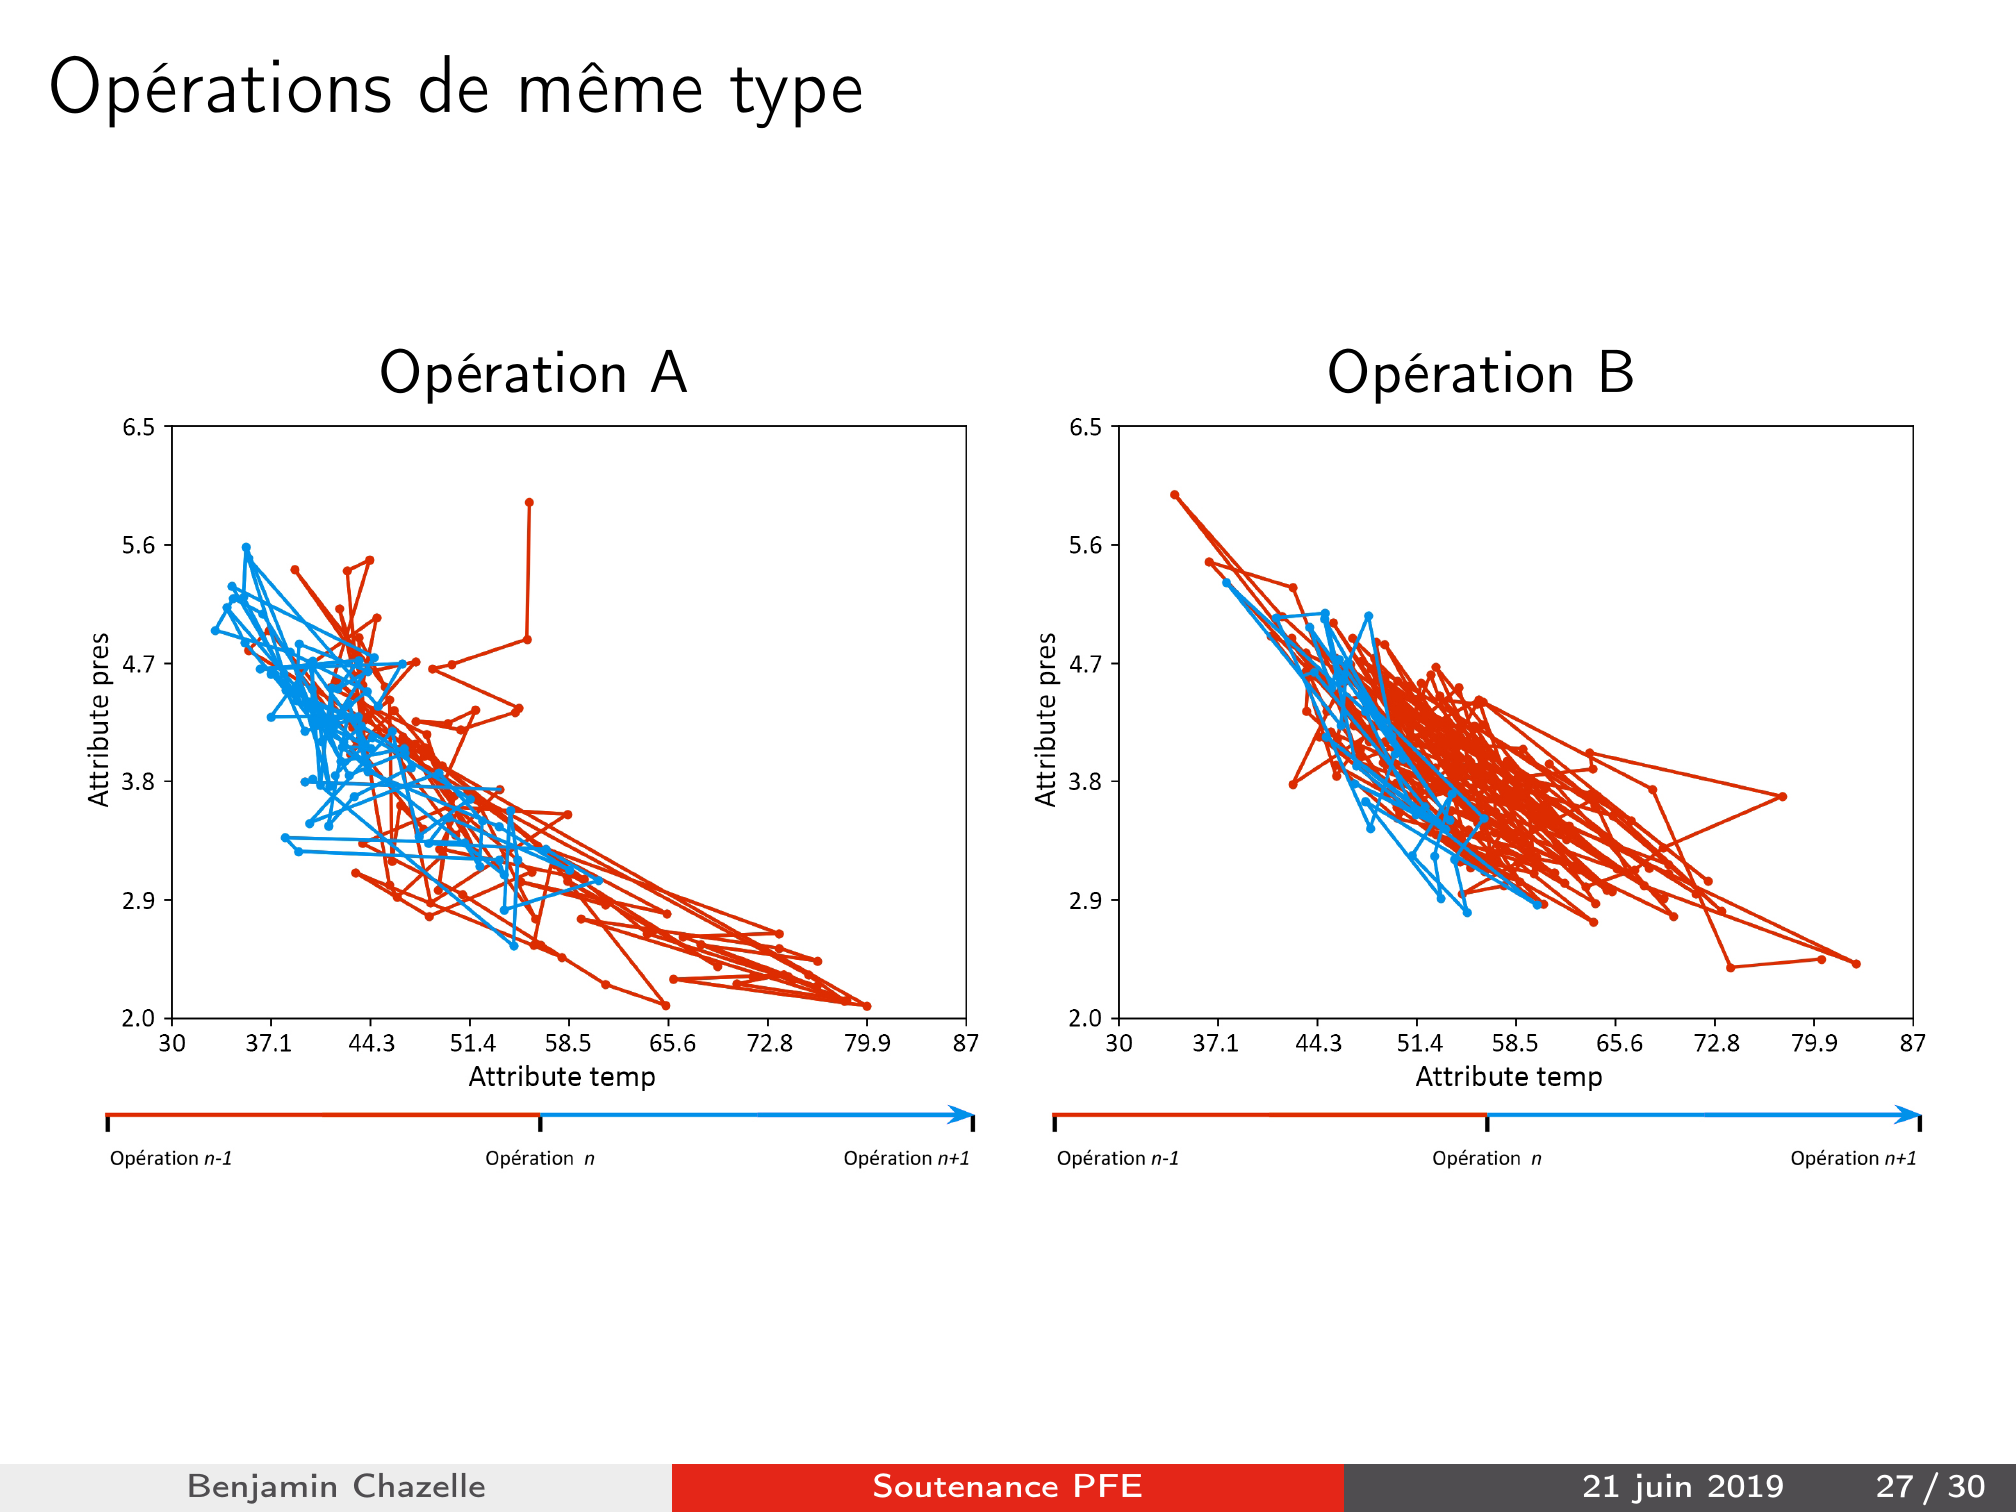 Opérations de même type
Opération A
6.5
5.6
4.7
3.8
2.9
2.0
Attribute pres
30 37.1 44.3 51.4 58.5 65.6 72.8 79.9 87
Attribute temp
Opération n-1 Opération n Opération n+1
Opération B
6.5
5.6
4.7
3.8
2.9
2.0
Attribute pres
30 37.1 44.3 51.4 58.5 65.6 72.8 79.9 87
Attribute temp
Opération n-1 Opération n Opération n+1
Benjamin Chazelle Soutenance PFE 21 juin 2019 27 / 30